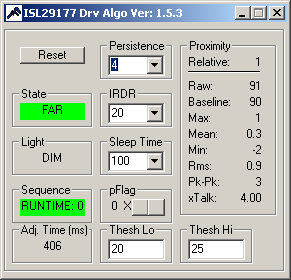 ISL29177 Drv Algo Ver: 1.5.3
Reset
Persistence
4
Proximity
Relative: 1
Raw: 91
Baseline: 90
Max: 1
Mean: 0.3
Min: -2
Rms: 0.9
Pk-Pk: 3
xTalk: 4.00
State
FAR
IRDR
20
Light
DIM
Sleep Time
100
Sequence
RUNTIME: 0
pFlag
0 X
Adj. Time (ms)
406
Thesh Lo
20
Thesh Hi
25